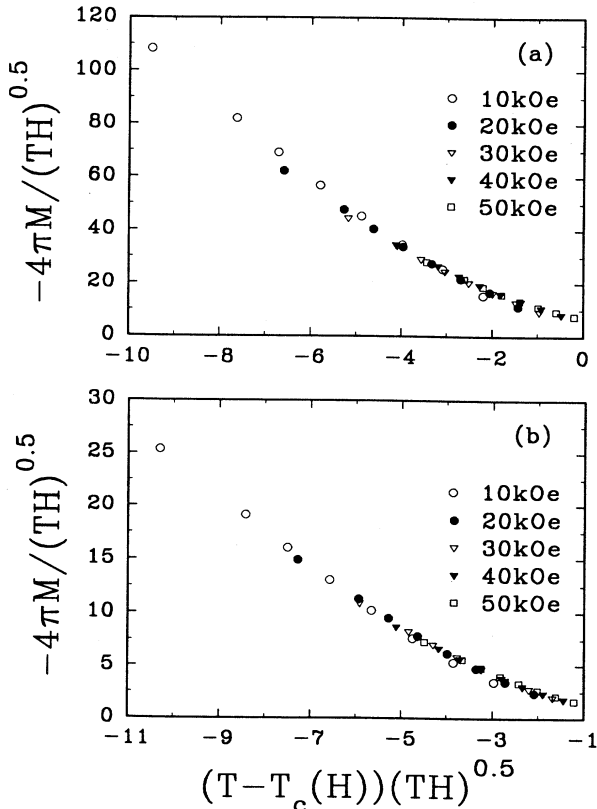 120
100
80
60
40
20
0
-4πM/(TH)^0.5
(a)
○ 10kOe
● 20kOe
▽ 30kOe
▼ 40kOe
□ 50kOe
-10 -8 -6 -4 -2 0
30
25
20
15
10
5
0
-4πM/(TH)^0.5
(b)
○ 10kOe
● 20kOe
▽ 30kOe
▼ 40kOe
□ 50kOe
-11 -9 -7 -5 -3 -1
(T-T_c(H))(TH)^0.5